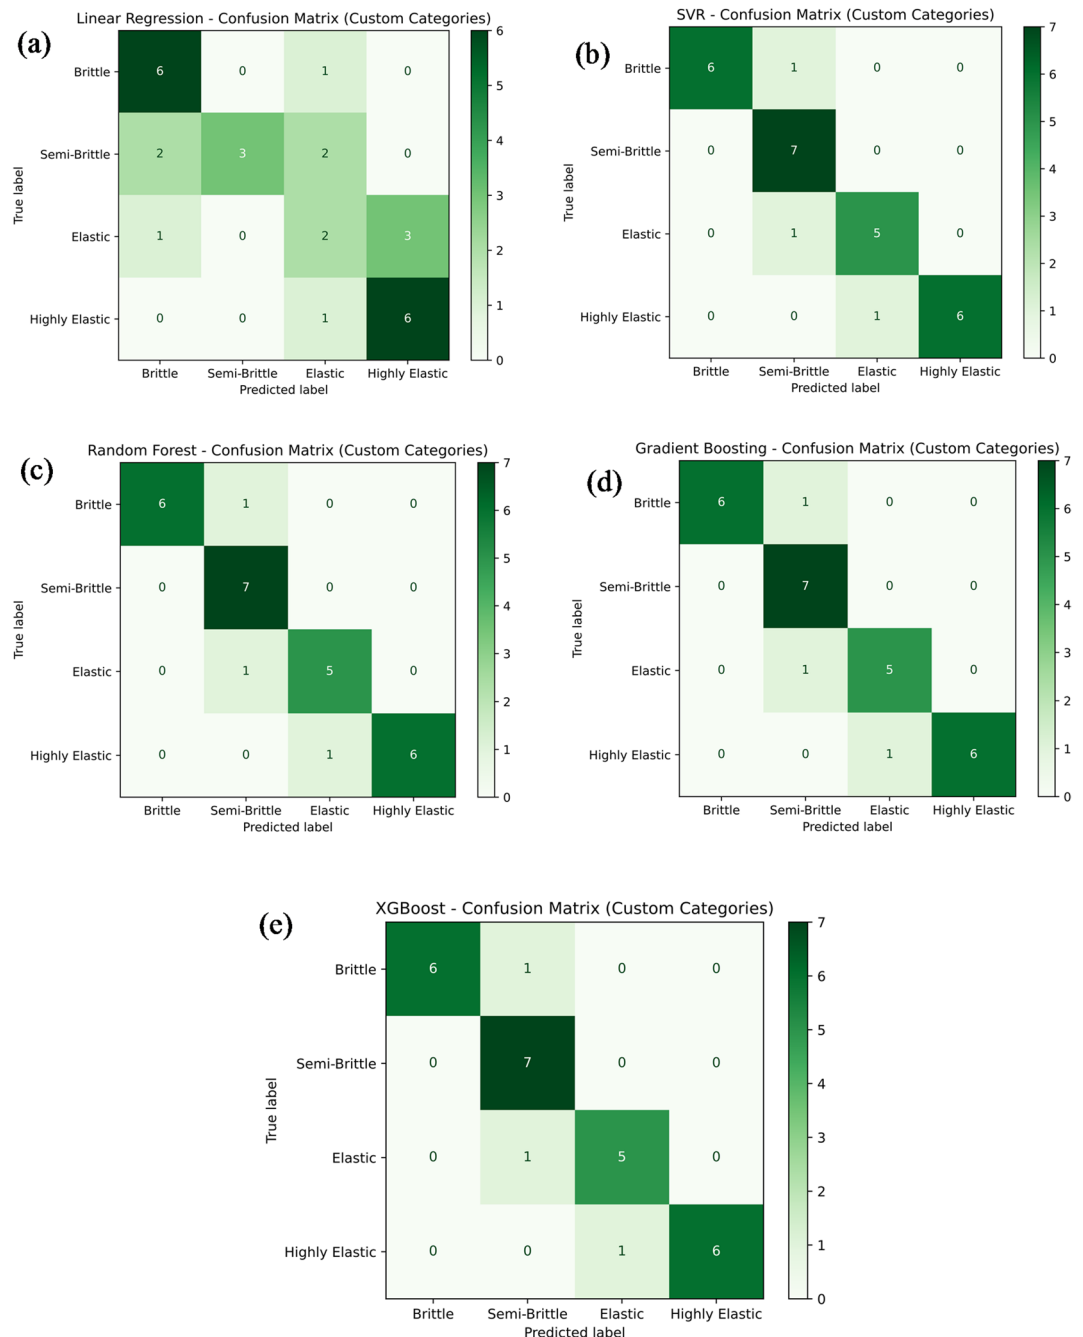 (a)
Linear Regression - Confusion Matrix (Custom Categories)
True label
Brittle 6 0 1 0
Semi-Brittle 2 3 2 0
Elastic 1 0 2 3
Highly Elastic 0 0 1 6
Brittle Semi-Brittle Elastic Highly Elastic
Predicted label
6
5
4
3
2
1
0
(b)
SVR - Confusion Matrix (Custom Categories)
True label
Brittle 6 1 0 0
Semi-Brittle 0 7 0 0
Elastic 0 1 5 0
Highly Elastic 0 0 1 6
Brittle Semi-Brittle Elastic Highly Elastic
Predicted label
7
6
5
4
3
2
1
0
(c)
Random Forest - Confusion Matrix (Custom Categories)
True label
Brittle 6 1 0 0
Semi-Brittle 0 7 0 0
Elastic 0 1 5 0
Highly Elastic 0 0 1 6
Brittle Semi-Brittle Elastic Highly Elastic
Predicted label
7
6
5
4
3
2
1
0
(d)
Gradient Boosting - Confusion Matrix (Custom Categories)
True label
Brittle 6 1 0 0
Semi-Brittle 0 7 0 0
Elastic 0 1 5 0
Highly Elastic 0 0 1 6
Brittle Semi-Brittle Elastic Highly Elastic
Predicted label
7
6
5
4
3
2
1
0
(e)
XGBoost - Confusion Matrix (Custom Categories)
True label
Brittle 6 1 0 0
Semi-Brittle 0 7 0 0
Elastic 0 1 5 0
Highly Elastic 0 0 1 6
Brittle Semi-Brittle Elastic Highly Elastic
Predicted label
7
6
5
4
3
2
1
0